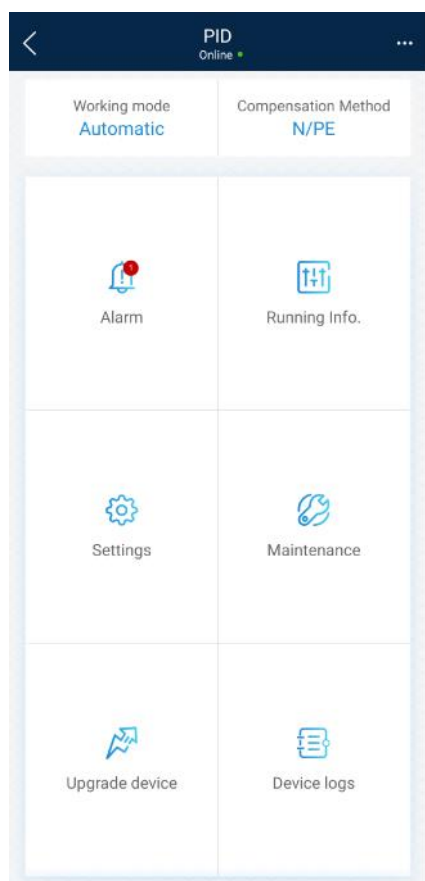 PID
Online
Working mode
Compensation Method
Automatic
N/PE
1
Alarm
Running Info.
Settings
Maintenance
Upgrade device
Device logs